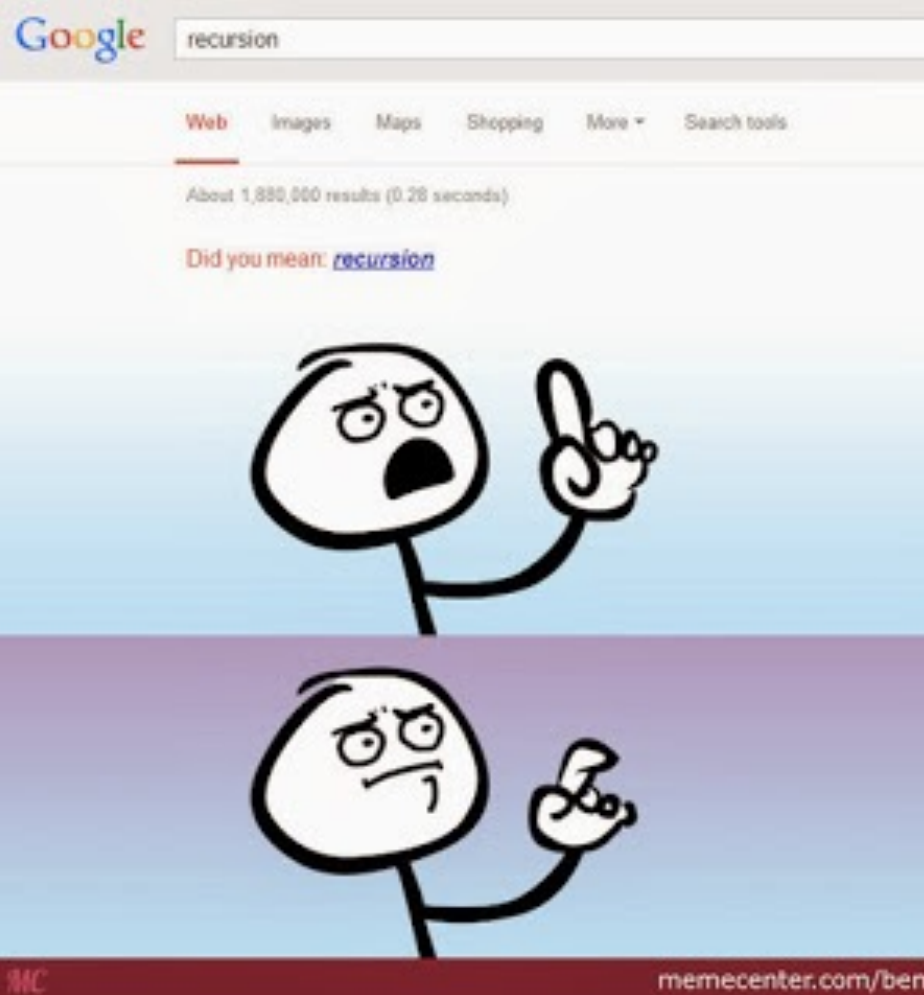 Google recursion
Web Images Maps Shopping More Search tools
About 1,880,000 results (0.28 seconds)
Did you mean: recursion
MC memecenter.com/ben